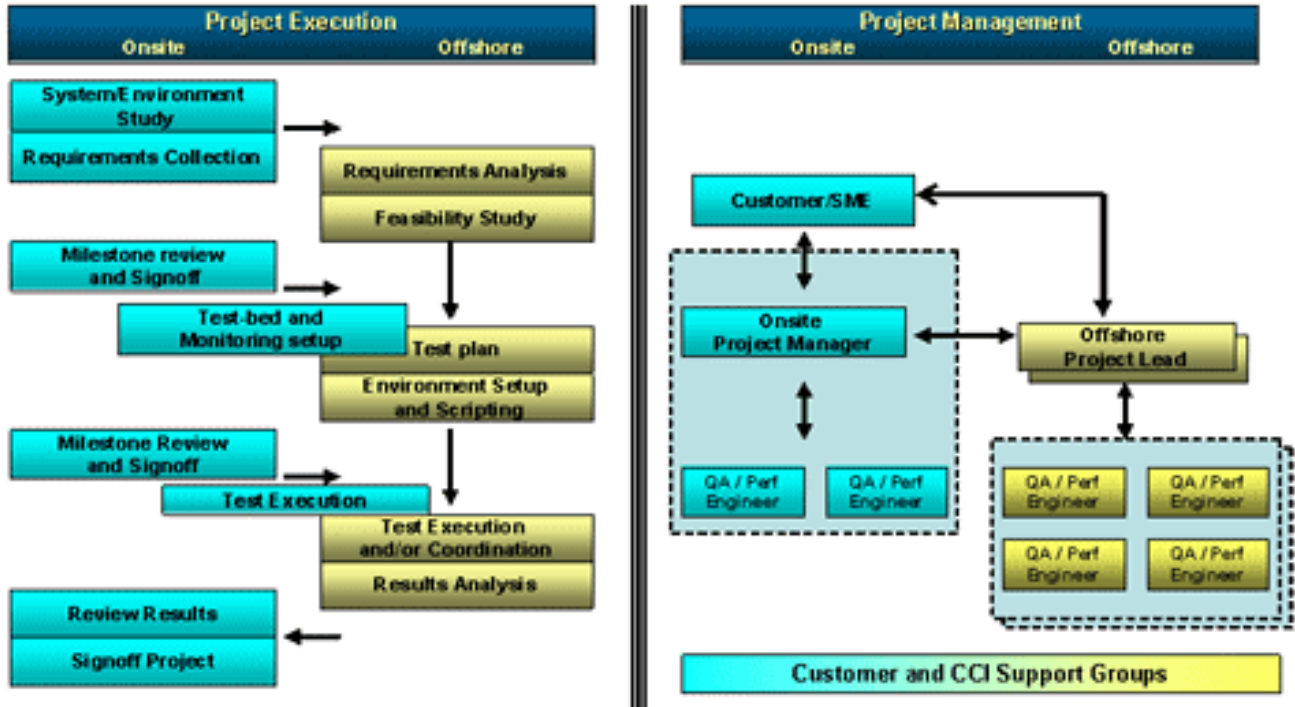 Project Execution
Onsite
Offshore
System/Environment
Study
Requirements Collection
Requirements Analysis
Feasibility Study
Milestone review
and Signoff
Test-bed and
Monitoring setup
Test plan
Environment Setup
and Scripting
Milestone Review
and Signoff
Test Execution
Test Execution
and/or Coordination
Results Analysis
Review Results
Signoff Project
Project Management
Onsite
Offshore
Customer/SME
Onsite
Project Manager
Offshore
Project Lead
QA / Perf
Engineer
QA / Perf
Engineer
QA / Perf
Engineer
QA / Perf
Engineer
QA / Perf
Engineer
QA / Perf
Engineer
Customer and CCI Support Groups